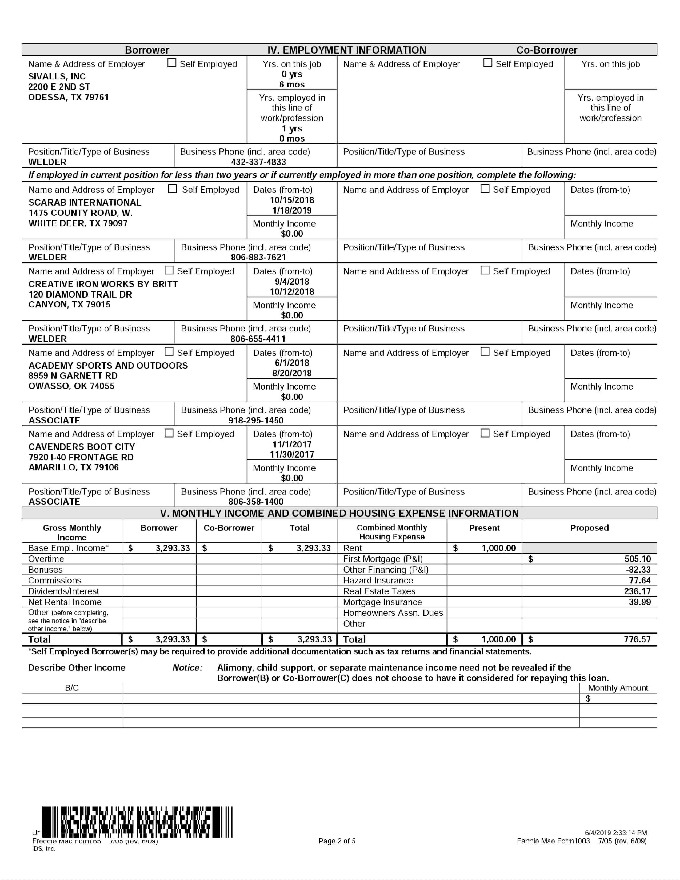 Borrower IV. EMPLOYMENT INFORMATION Co-Borrower
Name & Address of Employer ☐ Self Employed Yrs. on this job Name & Address of Employer ☐ Self Employed Yrs. on this job
SIVALLS, INC 0 yrs
2200 E 2ND ST 6 mos
ODESSA, TX 79761 Yrs. employed in this line of work/profession Yrs. employed in this line of work/profession
1 yrs
0 mos
Position/Title/Type of Business Business Phone (incl. area code) Position/Title/Type of Business Business Phone (incl. area code)
WELDER 432-337-4833
If employed in current position for less than two years or if currently employed in more than one position, complete the following:
Name and Address of Employer ☐ Self Employed Dates (from-to) Name and Address of Employer ☐ Self Employed Dates (from-to)
SCARAB INTERNATIONAL 10/15/2018
1475 COUNTY ROAD, W. 1/18/2019
WHITE DEER, TX 79097 Monthly Income Monthly Income
$0.00
Position/Title/Type of Business Business Phone (incl. area code) Position/Title/Type of Business Business Phone (incl. area code)
WELDER 806-883-7621
Name and Address of Employer ☐ Self Employed Dates (from-to) Name and Address of Employer ☐ Self Employed Dates (from-to)
CREATIVE IRON WORKS BY BRITT 9/4/2018
120 DIAMOND TRAIL DR 10/12/2018
CANYON, TX 79015 Monthly Income Monthly Income
$0.00
Position/Title/Type of Business Business Phone (incl. area code) Position/Title/Type of Business Business Phone (incl. area code)
WELDER 806-655-4411
Name and Address of Employer ☐ Self Employed Dates (from-to) Name and Address of Employer ☐ Self Employed Dates (from-to)
ACADEMY SPORTS AND OUTDOORS 6/1/2018
8959 N GARNETT RD 8/20/2018
OWASSO, OK 74055 Monthly Income Monthly Income
$0.00
Position/Title/Type of Business Business Phone (incl. area code) Position/Title/Type of Business Business Phone (incl. area code)
ASSOCIATE 918-295-1450
Name and Address of Employer ☐ Self Employed Dates (from-to) Name and Address of Employer ☐ Self Employed Dates (from-to)
CAVENDERS BOOT CITY 11/1/2017
7920 I-40 FRONTAGE RD 11/30/2017
AMARILLO, TX 79106 Monthly Income Monthly Income
$0.00
Position/Title/Type of Business Business Phone (incl. area code) Position/Title/Type of Business Business Phone (incl. area code)
ASSOCIATE 806-358-1400
V. MONTHLY INCOME AND COMBINED HOUSING EXPENSE INFORMATION
Gross Monthly Income Borrower Co-Borrower Total Combined Monthly Housing Expense Present Proposed
Base Empl. Income* $ 3,293.33 $ $ 3,293.33 Rent $ 1,000.00
Overtime First Mortgage (P&I) $ 505.10
Bonuses Other Financing (P&I) -82.33
Commissions Hazard Insurance 77.64
Dividends/Interest Real Estate Taxes 236.17
Net Rental Income Mortgage Insurance 39.99
Other (before completing, Homeowners Assn. Dues
see the notice in "describe Other
other income," below)
Total $ 3,293.33 $ $ 3,293.33 Total $ 1,000.00 $ 776.57
*Self Employed Borrower(s) may be required to provide additional documentation such as tax returns and financial statements.
Describe Other Income Notice: Alimony, child support, or separate maintenance income need not be revealed if the
Borrower(B) or Co-Borrower(C) does not choose to have it considered for repaying this loan.
B/C Monthly Amount
$
6/4/2019 2:33:14 PM
Freddie Mac Form 65 7/05 (rev. 6/09) Page 2 of 5 Fannie Mae Form 1003 7/05 (rev. 6/09)
DS, Inc.